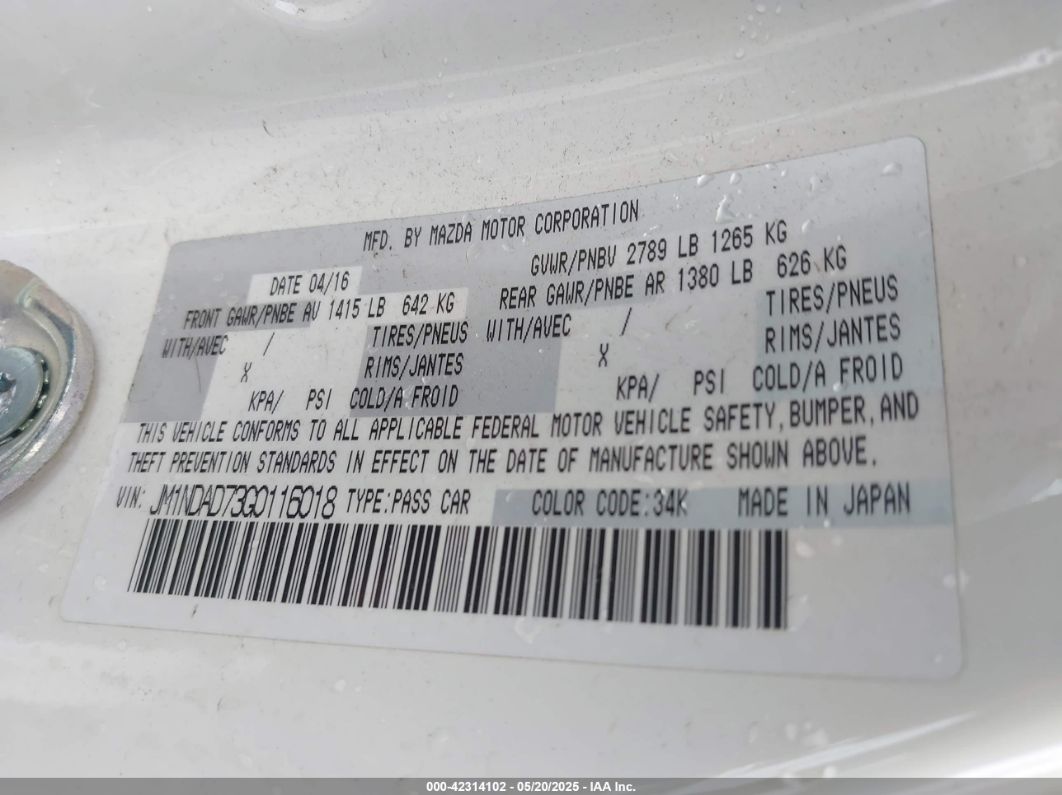 MFD. BY MAZDA MOTOR CORPORATION
DATE 04/16 GVWR/PNBV 2789 LB 1265 KG
FRONT GAWR/PNBE AV 1415 LB 642 KG REAR GAWR/PNBE AR 1380 LB 626 KG
WITH/AVEC / TIRES/PNEUS WITH/AVEC / TIRES/PNEUS
X RIMS/JANTES X RIMS/JANTES
KPA/ PSI COLD/A FROID KPA/ PSI COLD/A FROID
THIS VEHICLE CONFORMS TO ALL APPLICABLE FEDERAL MOTOR VEHICLE SAFETY, BUMPER, AND
THEFT PREVENTION STANDARDS IN EFFECT ON THE DATE OF MANUFACTURE SHOWN ABOVE.
VIN: JM1NDAD73G0116018 TYPE:PASS CAR COLOR CODE:34K MADE IN JAPAN
000-42314102 - 05/20/2025 - IAA Inc.